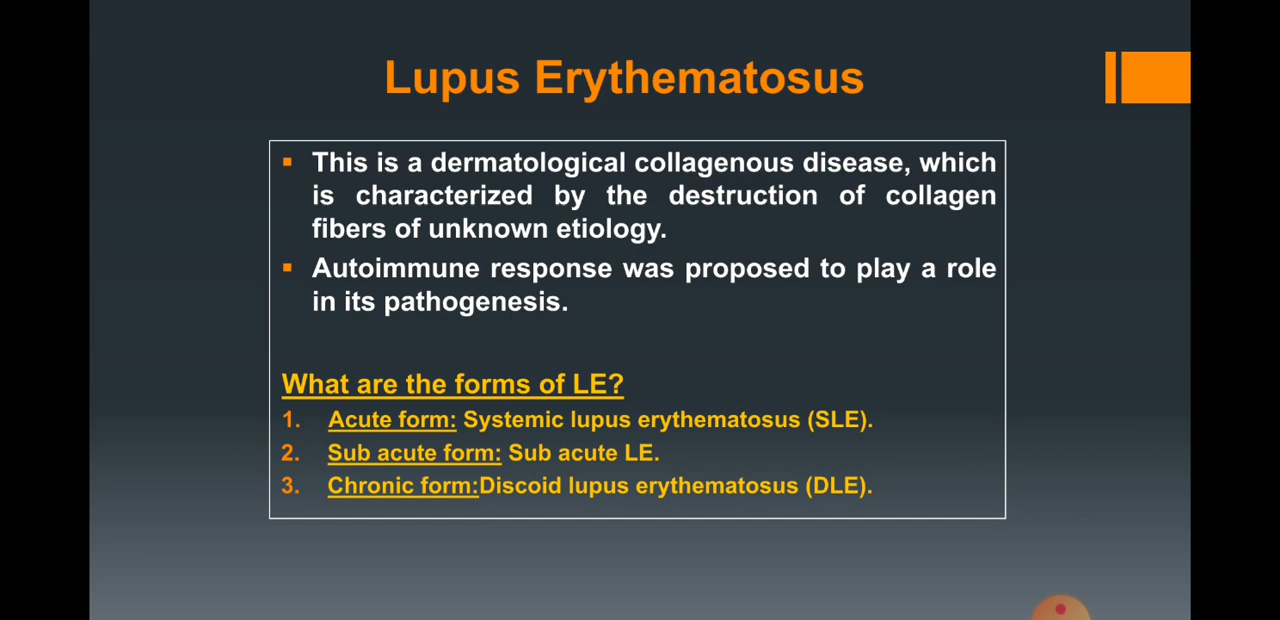 Lupus Erythematosus
▪ This is a dermatological collagenous disease, which
is characterized by the destruction of collagen
fibers of unknown etiology.
▪ Autoimmune response was proposed to play a role
in its pathogenesis.
What are the forms of LE?
1. Acute form: Systemic lupus erythematosus (SLE).
2. Sub acute form: Sub acute LE.
3. Chronic form:Discoid lupus erythematosus (DLE).